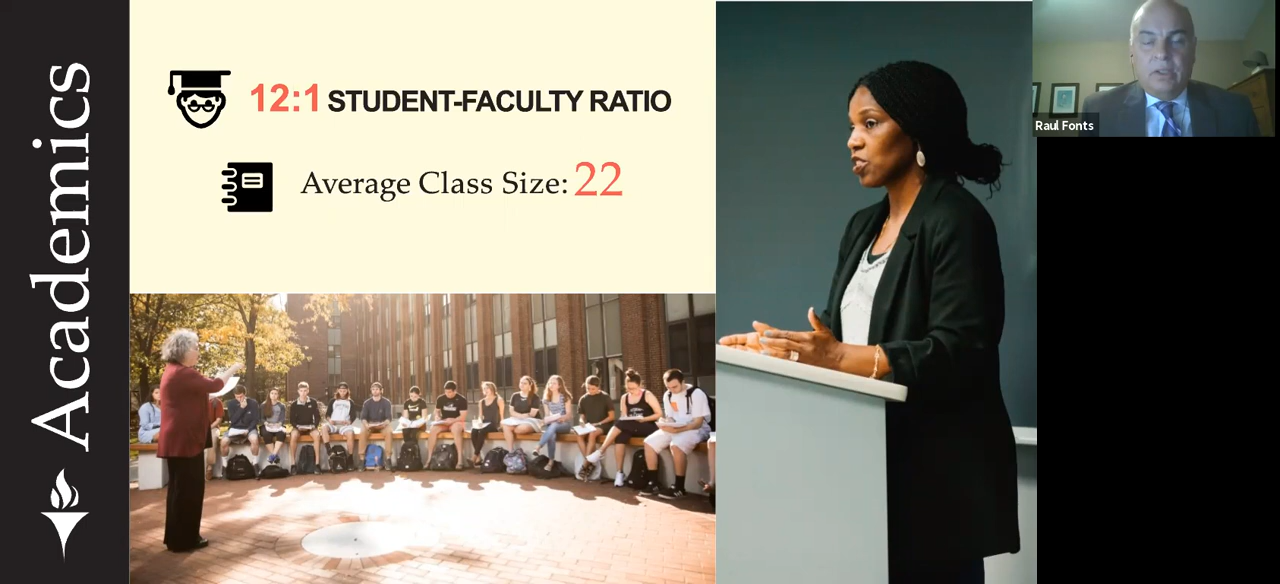 Academics
12:1 STUDENT-FACULTY RATIO
Average Class Size: 22
Raul Fonts